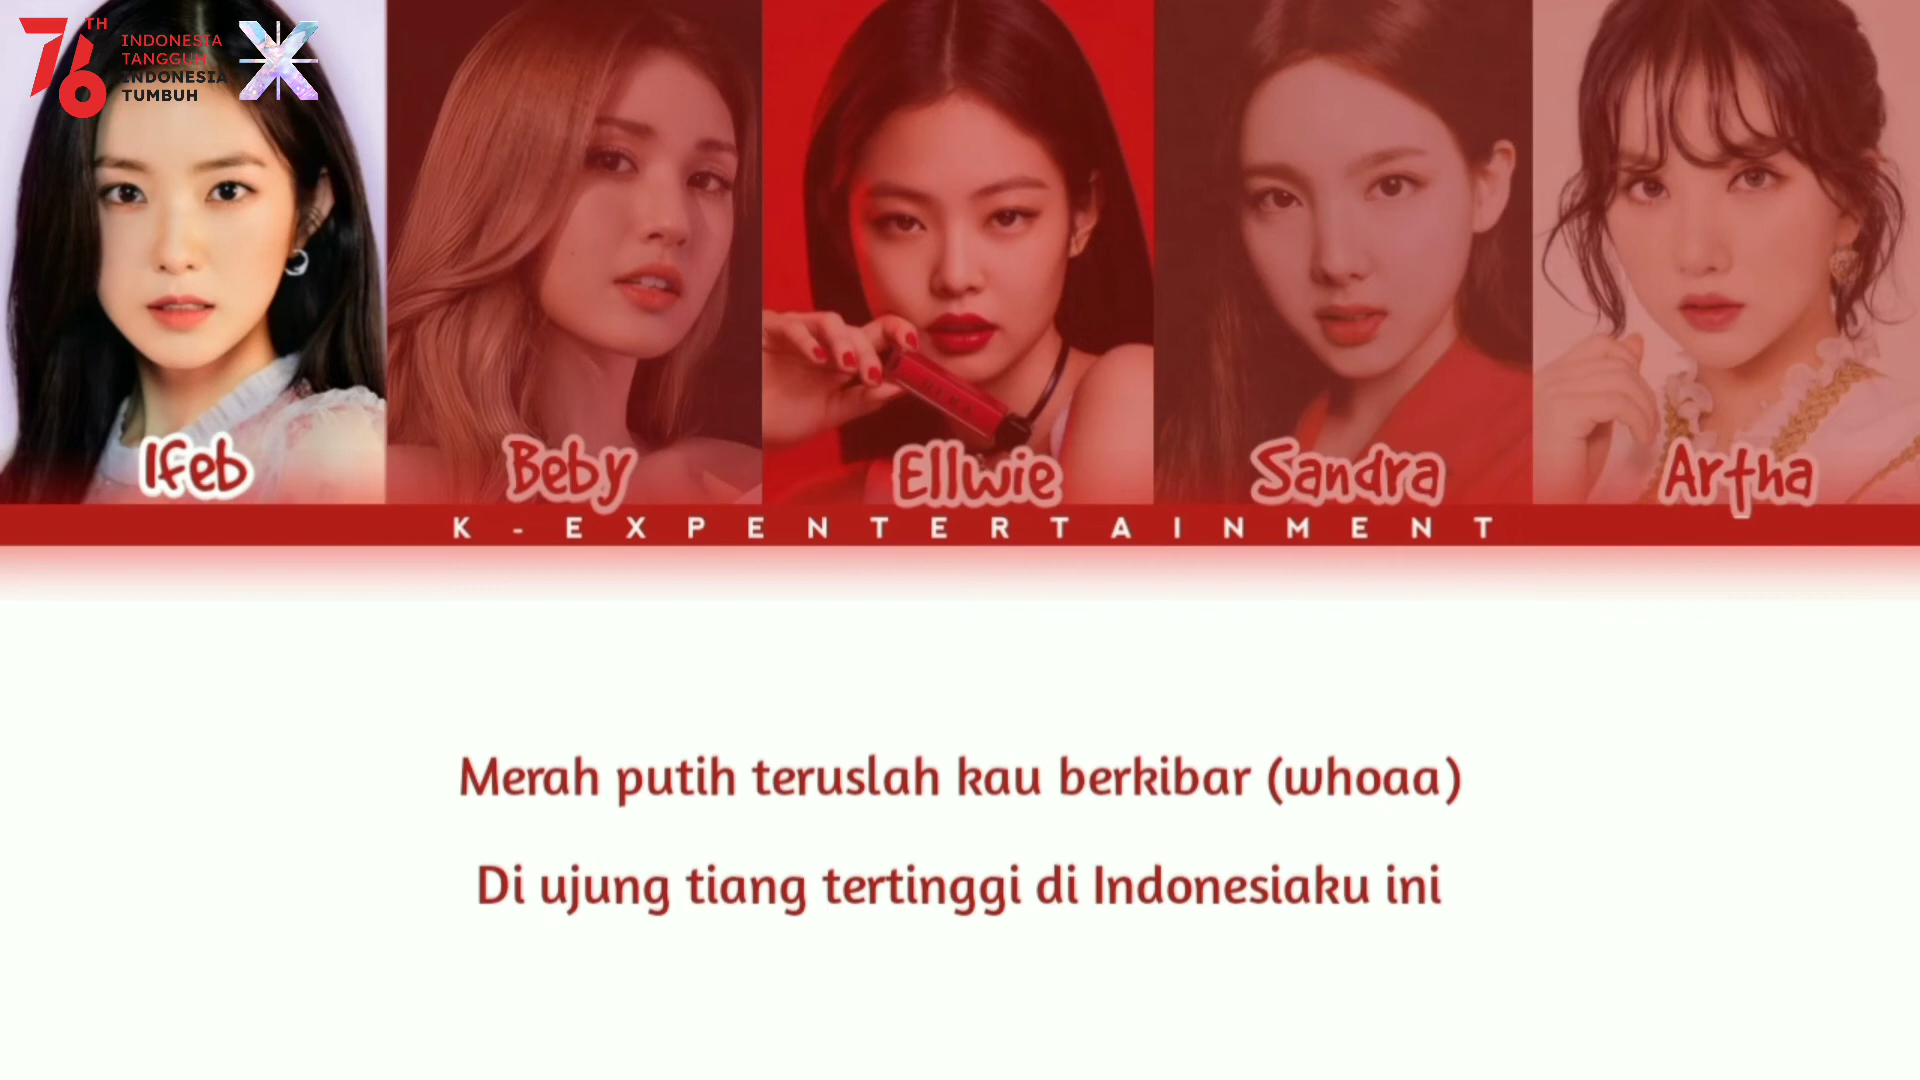 76TH
INDONESIA
TANGGUH
INDONESIA
TUMBUH
Ifeb
Beby
Ellwie
Sandra
Artha
K-EXPENTERTAINMENT
Merah putih teruslah kau berkibar (whoaa)
Di ujung tiang tertinggi di Indonesiaku ini